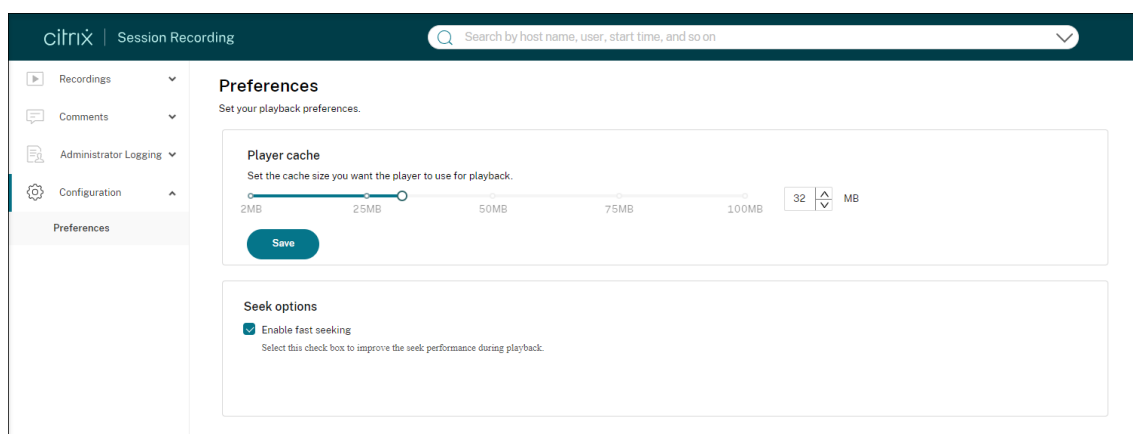 citrix | Session Recording
Search by host name, user, start time, and so on
Recordings
Comments
Administrator Logging
Configuration
Preferences
Preferences
Set your playback preferences.
Player cache
Set the cache size you want the player to use for playback.
2MB 25MB 50MB 75MB 100MB
32 MB
Save
Seek options
Enable fast seeking
Select this check box to improve the seek performance during playback.